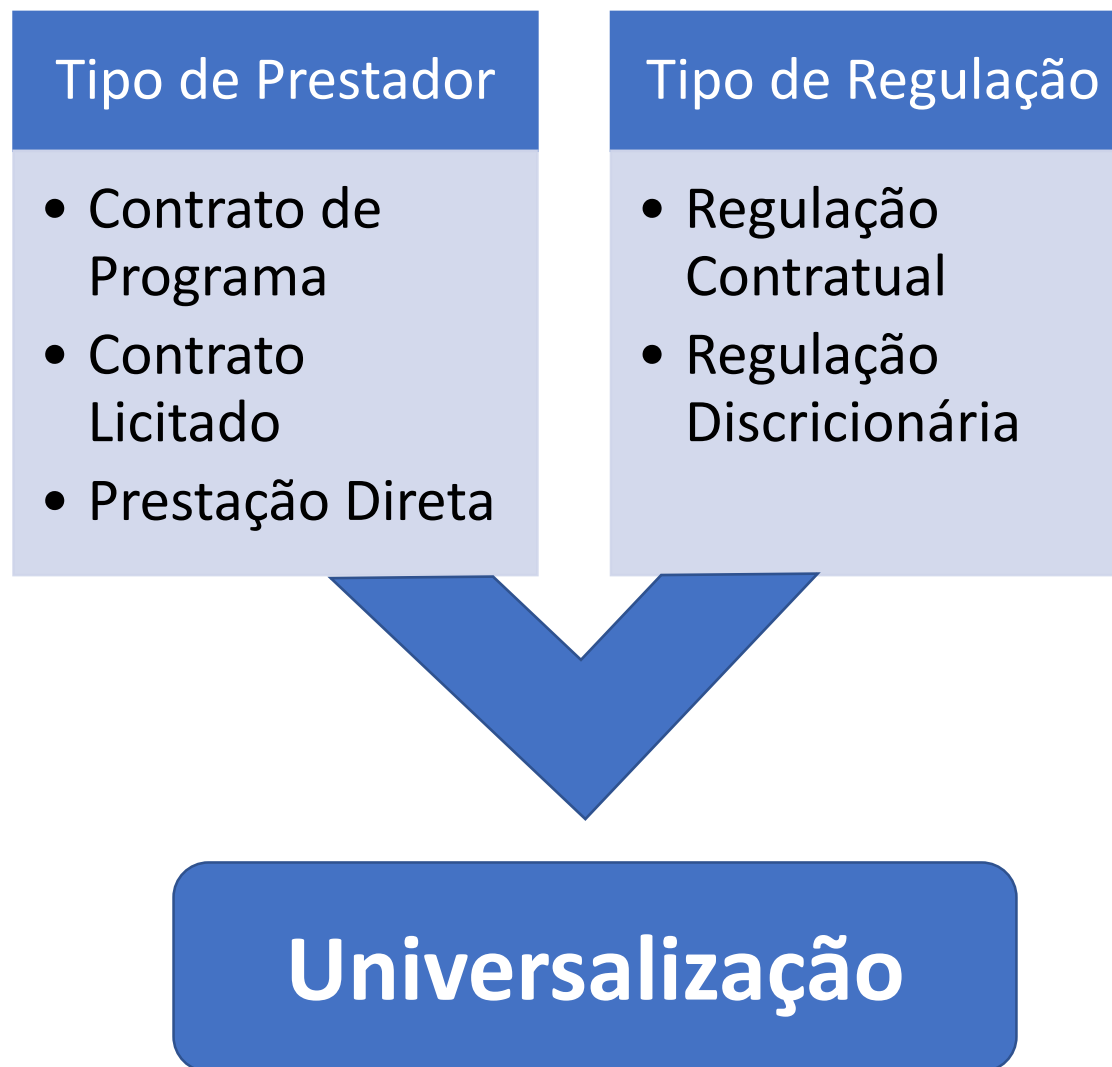 Tipo de Prestador
• Contrato de
Programa
• Contrato
Licitado
• Prestação Direta
Tipo de Regulação
• Regulação
Contratual
• Regulação
Discricionária
Universalização